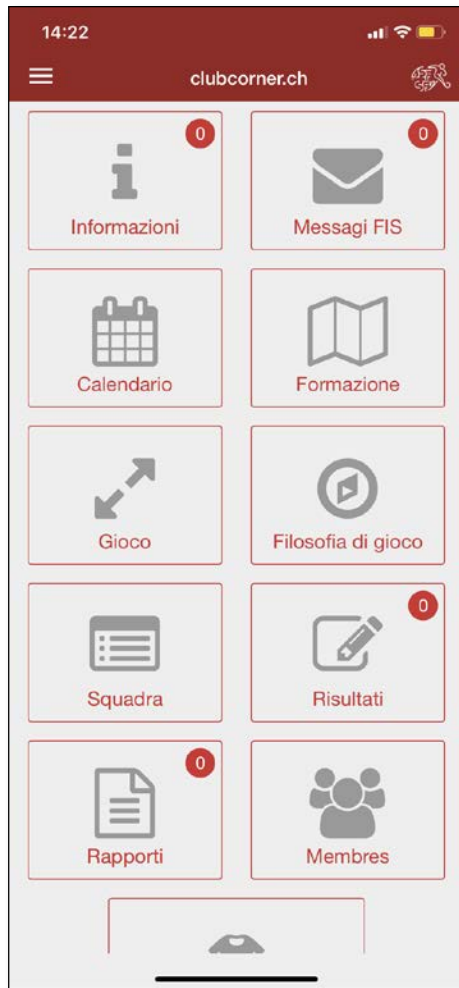 14:22
clubcorner.ch
0
0
Informazioni
Messagi FIS
Calendario
Formazione
Gioco
Filosofia di gioco
0
Squadra
Risultati
0
Rapporti
Membres